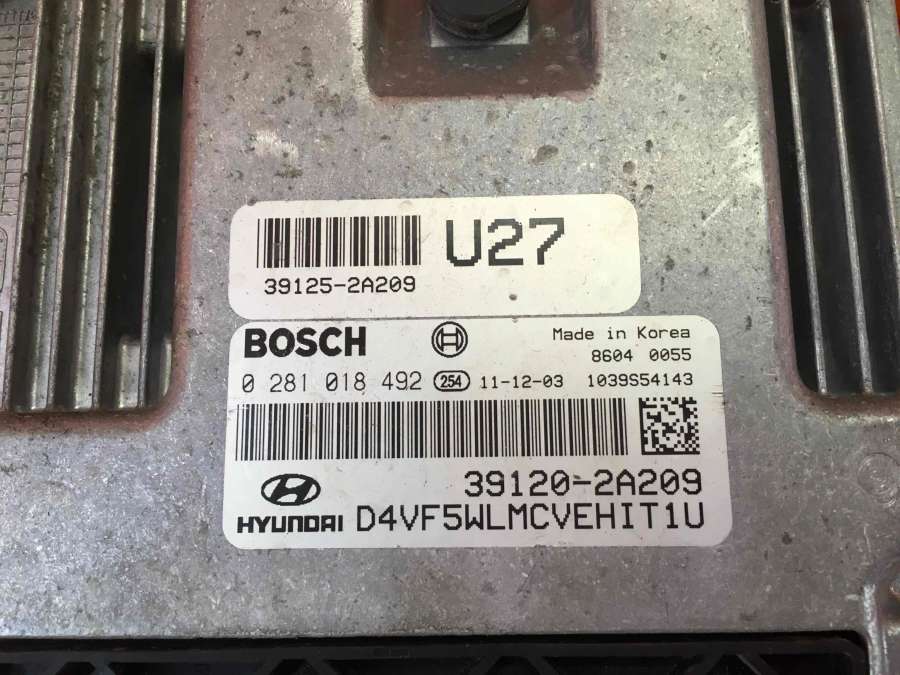 U27
39125-2A209
BOSCH
Made in Korea
8604 0055
0 281 018 492 254 11-12-03 1039S54143
39120-2A209
HYUNDAI D4VF5WLMCVEHIT1U